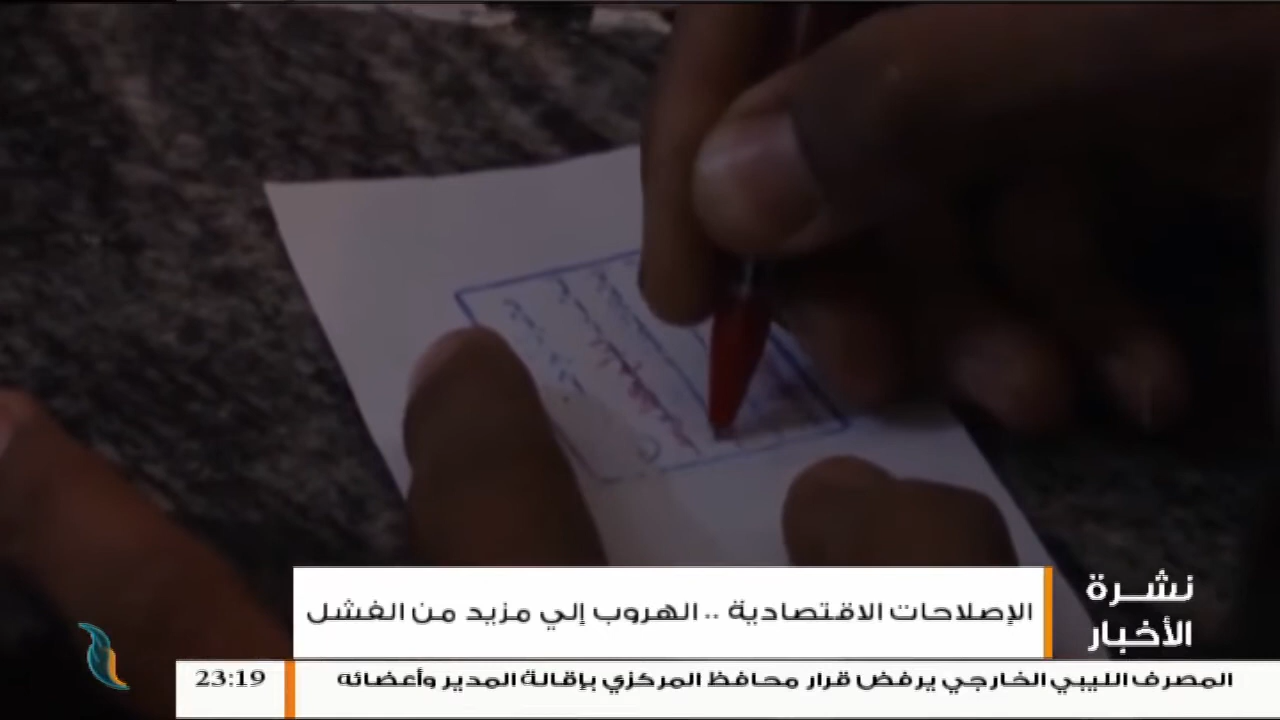 الإصلاحات الاقتصادية .. الهروب إلي مزيد من الفشل
نشرة
الأخبار
المصرف الليبي الخارجي يرفض قرار محافظ المركزي بإقالة المدير وأعضائه
23:19